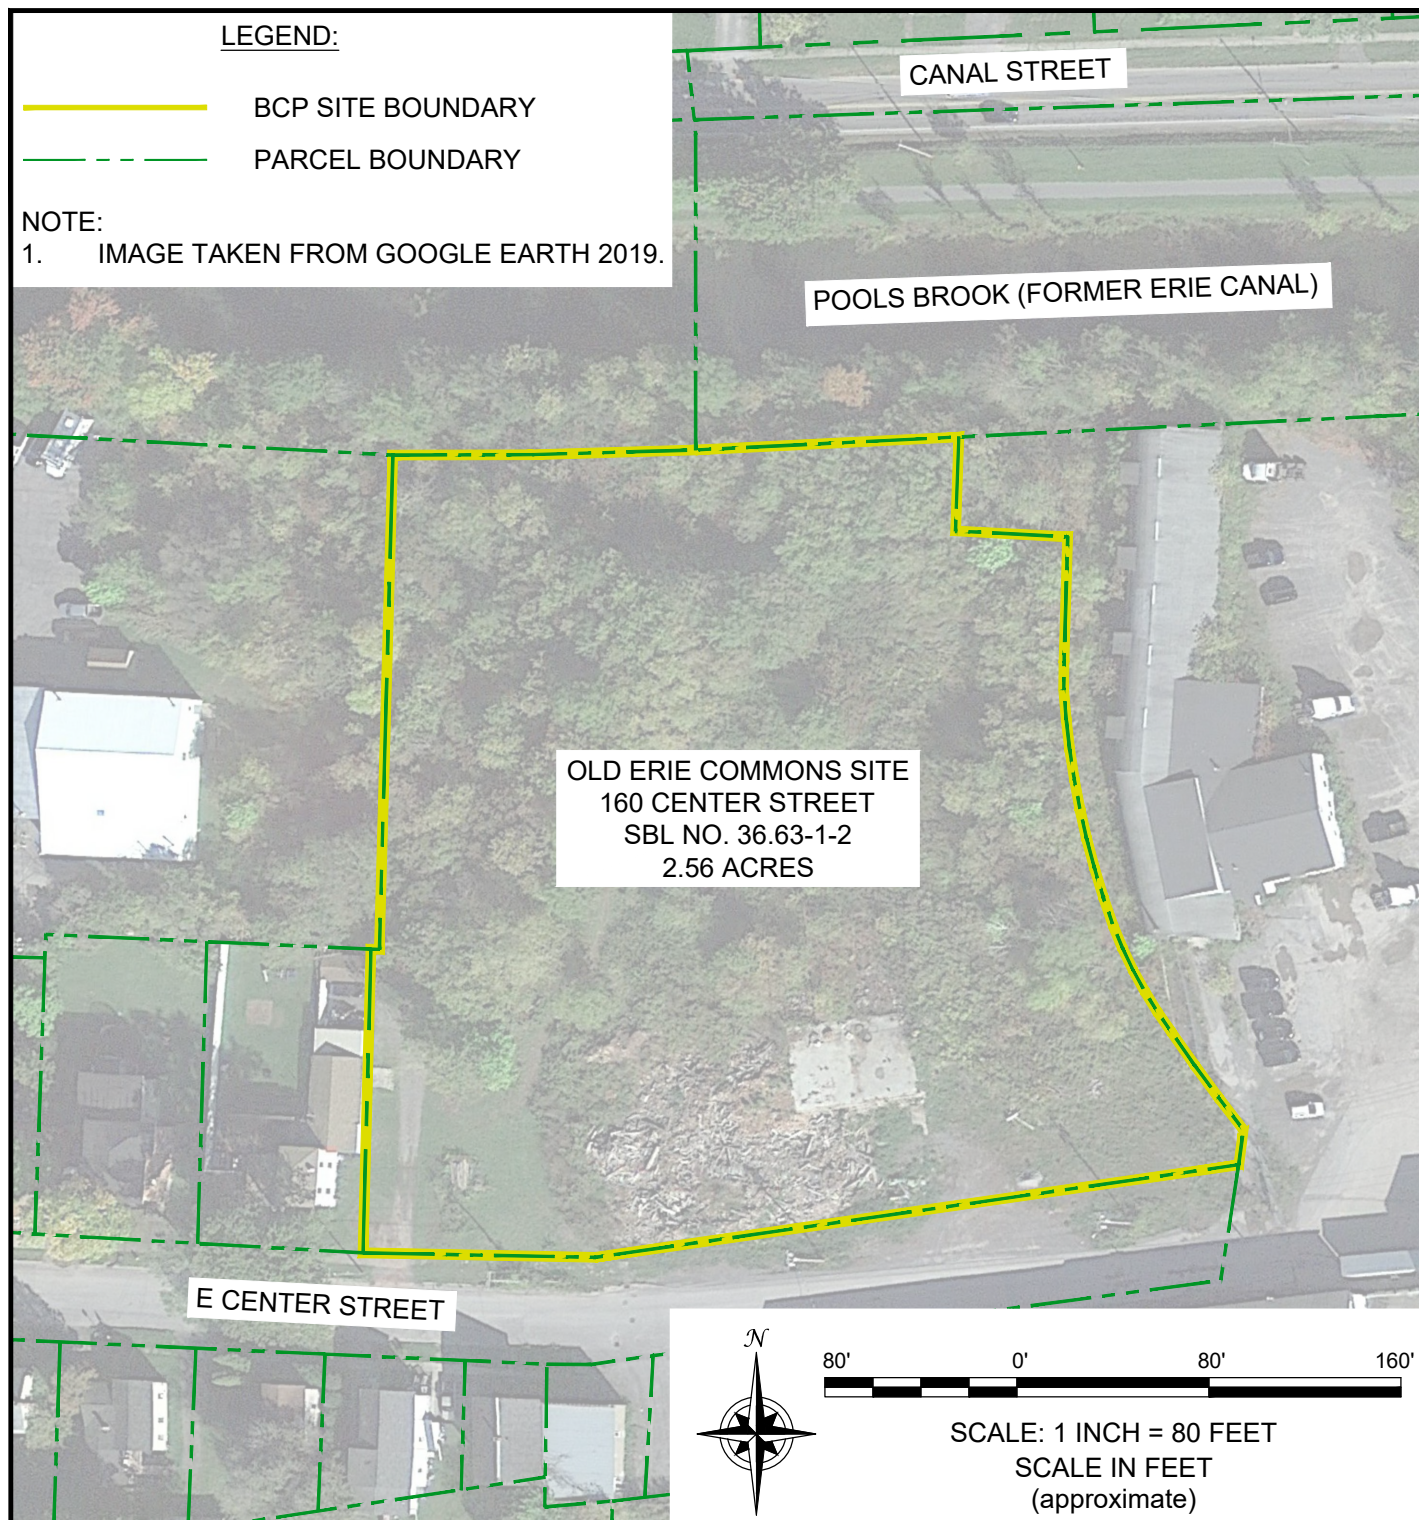 LEGEND:
BCP SITE BOUNDARY
PARCEL BOUNDARY
NOTE:
1. IMAGE TAKEN FROM GOOGLE EARTH 2019.
CANAL STREET
POOLS BROOK (FORMER ERIE CANAL)
OLD ERIE COMMONS SITE
160 CENTER STREET
SBL NO. 36.63-1-2
2.56 ACRES
E CENTER STREET
N
80' 0' 80' 160'
SCALE: 1 INCH = 80 FEET
SCALE IN FEET
(approximate)